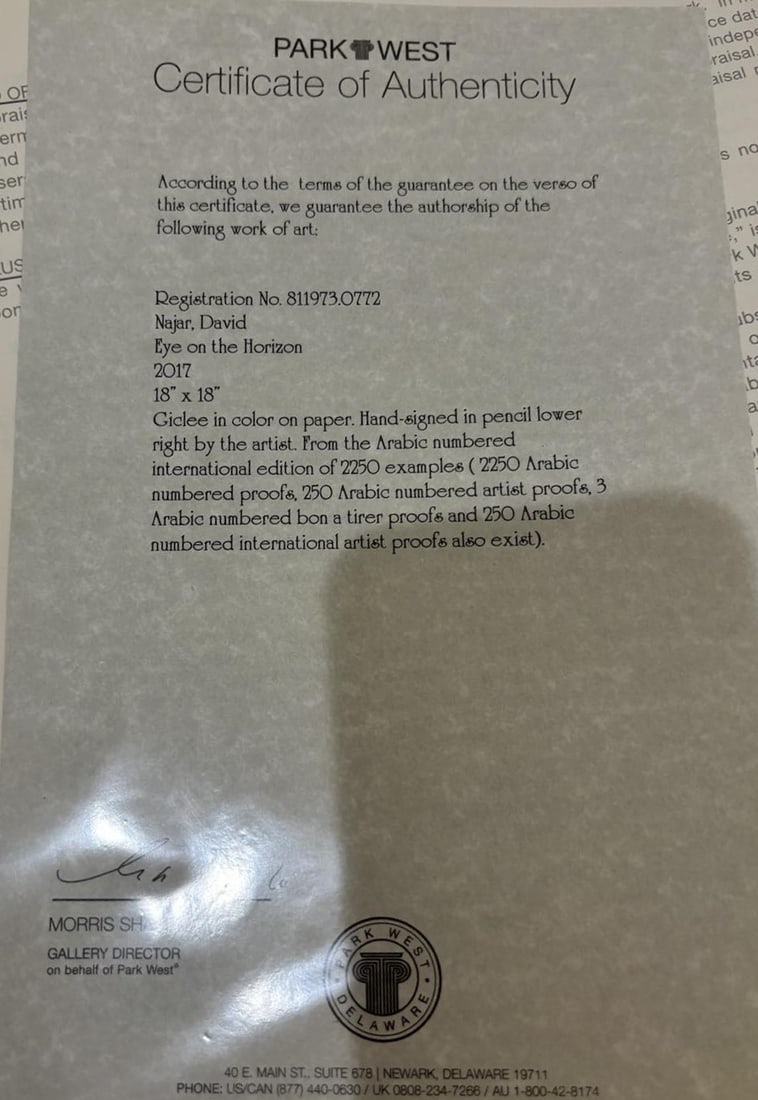 PARK WEST
Certificate of Authenticity
According to the terms of the guarantee on the verso of
this certificate, we guarantee the authorship of the
following work of art:
Registration No. 811973.0772
Najar, David
Eye on the Horizon
2017
18" x 18"
Giclee in color on paper. Hand-signed in pencil lower
right by the artist. From the Arabic numbered
international edition of 2250 examples ( 2250 Arabic
numbered proofs, 250 Arabic numbered artist proofs, 3
Arabic numbered bon a tirer proofs and 250 Arabic
numbered international artist proofs also exist).
MORRIS
GALLERY DIRECTOR
on behalf of Park West®
PARK WEST
DELAWARE
40 E. MAIN ST., SUITE 678 | NEWARK, DELAWARE 19711
PHONE: US/CAN (877) 440-0630 / UK 0808-234-7266 / AU 1-800-42-8174